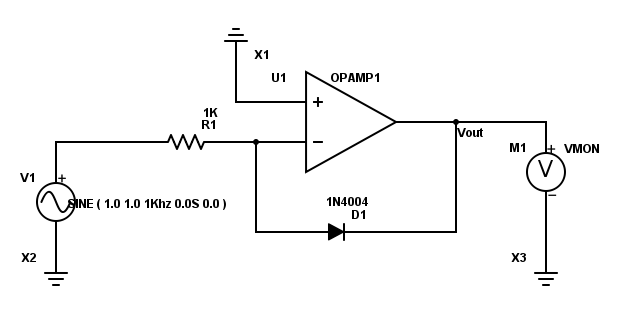 X1
U1
OPAMP1
+
−
1K
R1
Vout
M1
+
VMON
V
−
V1
+
SINE ( 1.0 1.0 1Khz 0.0S 0.0 )
1N4004
D1
X2
X3